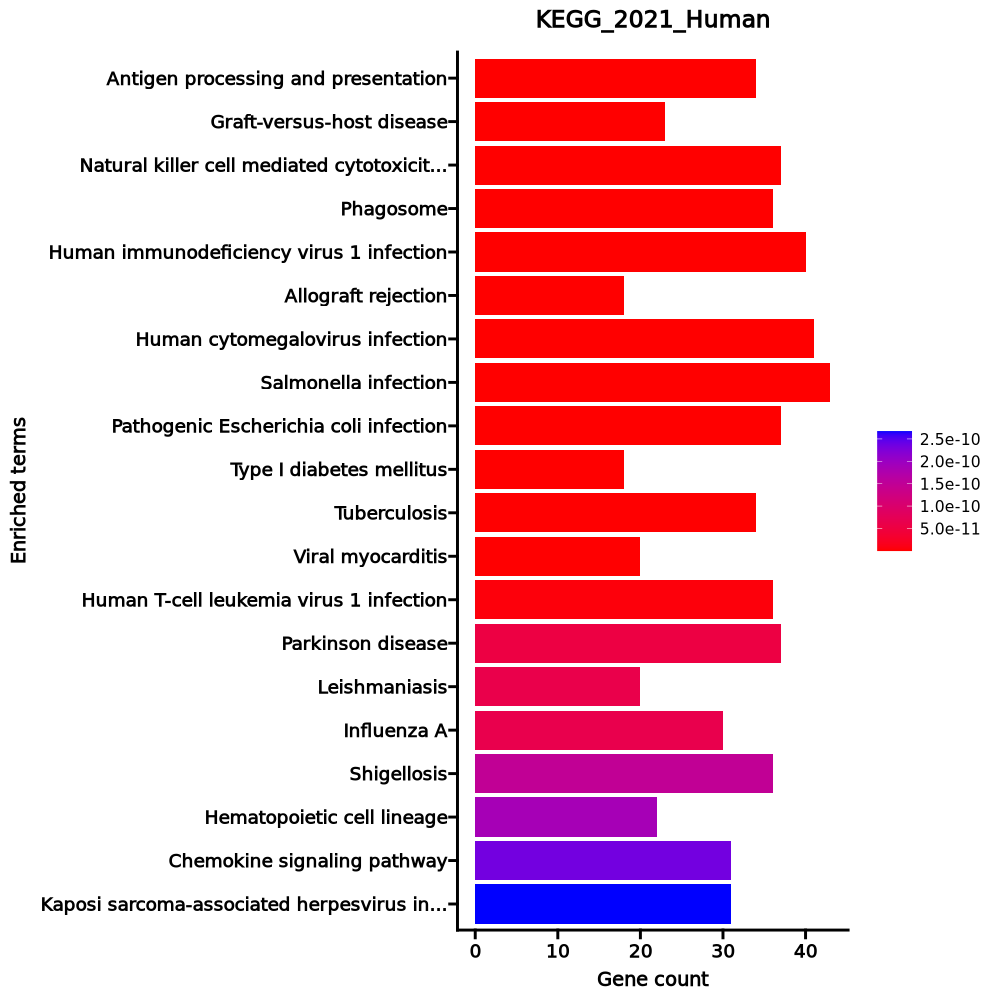 KEGG_2021_Human
Antigen processing and presentation
Graft-versus-host disease
Natural killer cell mediated cytotoxicit...
Phagosome
Human immunodeficiency virus 1 infection
Allograft rejection
Human cytomegalovirus infection
Salmonella infection
Pathogenic Escherichia coli infection
Type I diabetes mellitus
Tuberculosis
Viral myocarditis
Human T-cell leukemia virus 1 infection
Parkinson disease
Leishmaniasis
Influenza A
Shigellosis
Hematopoietic cell lineage
Chemokine signaling pathway
Kaposi sarcoma-associated herpesvirus in...
Enriched terms
0 10 20 30 40
Gene count
2.5e-10
2.0e-10
1.5e-10
1.0e-10
5.0e-11